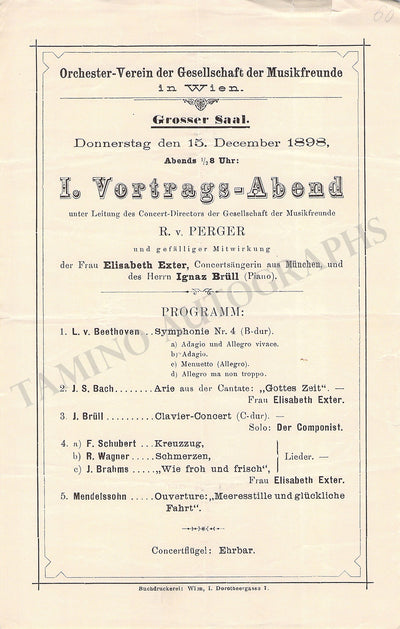 60
Orchester-Verein der Gesellschaft der Musikfreunde
in Wien.
Grosser Saal.
Donnerstag den 15. December 1898,
Abends ½8 Uhr:
I. Vortrags-Abend
unter Leitung des Concert-Directors der Gesellschaft der Musikfreunde
R. v. PERGER
und gefälliger Mitwirkung
der Frau Elisabeth Exter, Concertsängerin aus München, und
des Herrn Ignaz Brüll (Piano).
PROGRAMM:
1. L. v. Beethoven . . Symphonie Nr. 4 (B-dur).
a) Adagio und Allegro vivace.
b) Adagio.
c) Menuetto (Allegro).
d) Allegro ma non troppo.
2. J. S. Bach. . . . . . . . Arie aus der Cantate: „Gottes Zeit“. —
Frau Elisabeth Exter.
3. J. Brüll . . . . . . . . . . Clavier-Concert (C-dur). —
Solo: Der Componist.
4. a) F. Schubert . . . Kreuzzug,
b) R. Wagner . . . . . Schmerzen,
c) J. Brahms . . . . . „Wie froh und frisch“,
Lieder. —
Frau Elisabeth Exter.
5. Mendelssohn . . . . . Ouverture: „Meeresstille und glückliche
Fahrt“.
Concertflügel: Ehrbar.
Buchdruckerei: Wien, I. Dorotheergasse 7.
TAMINO AUTOGRAPHS